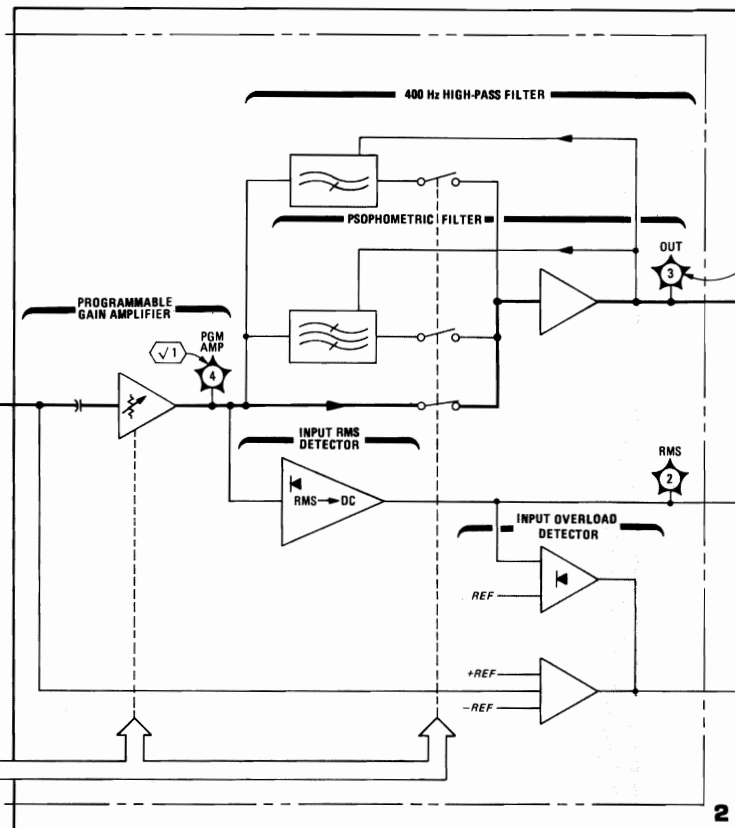 400 Hz HIGH-PASS FILTER
PSOPHOMETRIC FILTER
OUT
3
PROGRAMMABLE
GAIN AMPLIFIER
PGM
AMP
√1
4
INPUT RMS
DETECTOR
RMS → DC
RMS
2
INPUT OVERLOAD
DETECTOR
REF
+REF
−REF
2